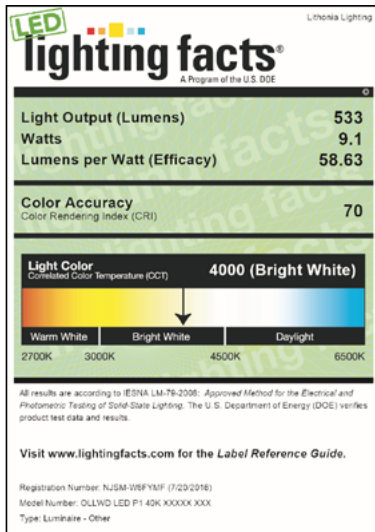 LED
Lithonia Lighting
lighting facts®
A Program of the U.S. DOE
©
Light Output (Lumens) 533
Watts 9.1
Lumens per Watt (Efficacy) 58.63
Color Accuracy
Color Rendering Index (CRI) 70
Light Color
Correlated Color Temperature (CCT) 4000 (Bright White)
Warm White Bright White Daylight
2700K 3000K 4500K 6500K
All results are according to IESNA LM-79-2008: Approved Method for the Electrical and
Photometric Testing of Solid-State Lighting. The U.S. Department of Energy (DOE) verifies
product test data and results.
Visit www.lightingfacts.com for the Label Reference Guide.
Registration Number: NJSM-W6FYMF (7/20/2016)
Model Number: OLLWD LED P1 40K XXXXX XXX
Type: Luminaire - Other